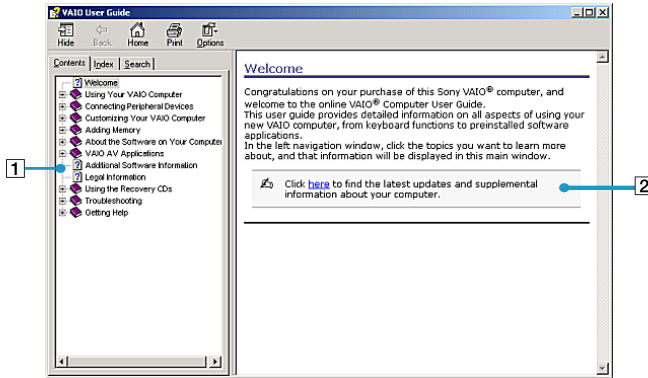 VAIO User Guide
Hide Back Home Print Options
Contents Index Search
Welcome
Using Your VAIO Computer
Connecting Peripheral Devices
Customizing Your VAIO Computer
Adding Memory
About the Software on Your Computer
VAIO AV Applications
Additional Software Information
Legal Information
Using the Recovery CDs
Troubleshooting
Getting Help
1
Welcome
Congratulations on your purchase of this Sony VAIO® computer, and
welcome to the online VAIO® Computer User Guide.
This user guide provides detailed information on all aspects of using your
new VAIO computer, from keyboard functions to preinstalled software
applications.
In the left navigation window, click the topics you want to learn more
about, and that information will be displayed in this main window.
Click here to find the latest updates and supplemental
information about your computer.
2